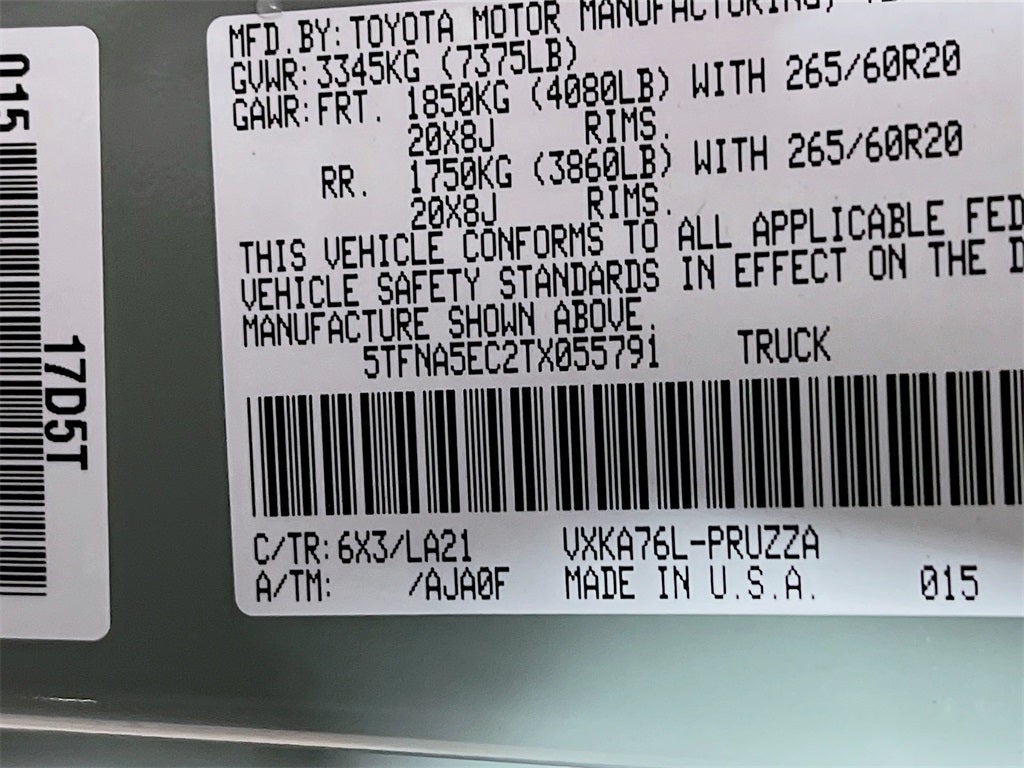 015
17D5T
MFD.BY:TOYOTA MOTOR MANUFACTURING,
GVWR:3345KG (7375LB)
GAWR:FRT. 1850KG (4080LB) WITH 265/60R20
20X8J RIMS.
RR. 1750KG (3860LB) WITH 265/60R20
20X8J RIMS.
THIS VEHICLE CONFORMS TO ALL APPLICABLE FED
VEHICLE SAFETY STANDARDS IN EFFECT ON THE D
MANUFACTURE SHOWN ABOVE.
5TFNA5EC2TX055791 TRUCK
C/TR:6X3/LA21 VXKA76L-PRUZZA
A/TM: /AJA0F MADE IN U.S.A. 015